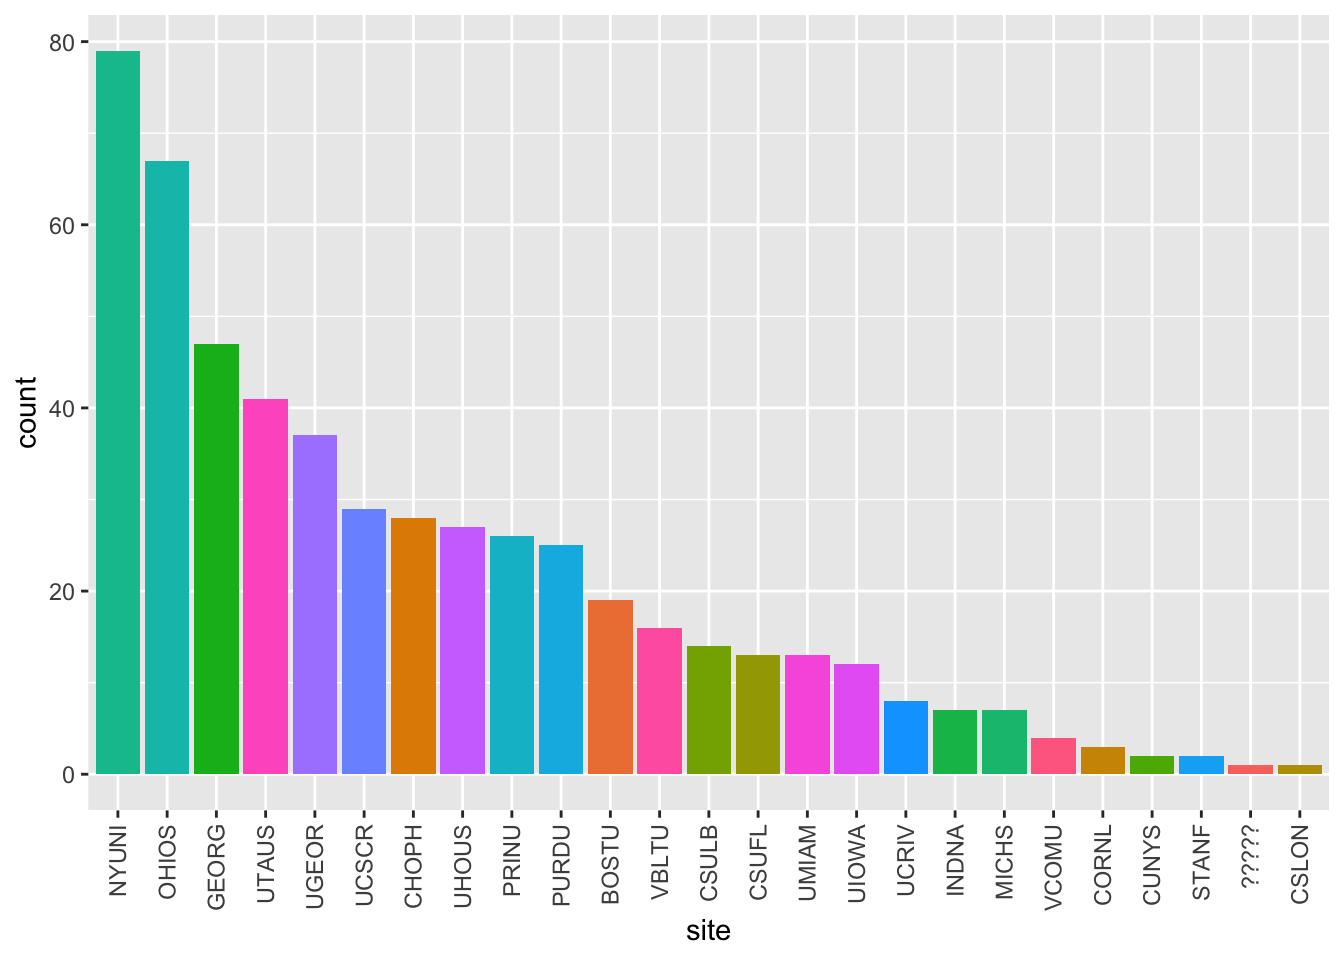 80
60
40
20
0
count
NYUNI
OHIOS
GEORG
UTAUS
UGEOR
UCSCR
CHOPH
UHOUS
PRINU
PURDU
BOSTU
VBLTU
CSULB
CSUFL
UMIAM
UIOWA
UCRIV
INDNA
MICHS
VCOMU
CORNL
CUNYS
STANF
?????
CSLON
site